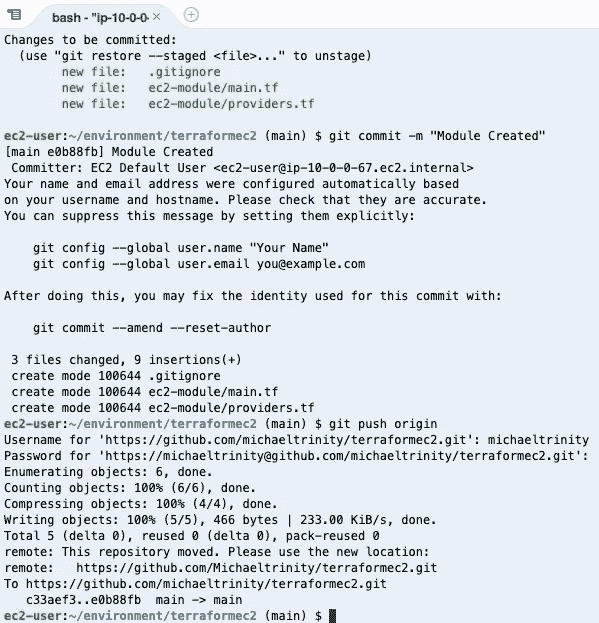 bash - "ip-10-0-0-
Changes to be committed:
  (use "git restore --staged <file>..." to unstage)
        new file:   .gitignore
        new file:   ec2-module/main.tf
        new file:   ec2-module/providers.tf
ec2-user:~/environment/terraformec2 (main) $ git commit -m "Module Created"
[main e0b88fb] Module Created
 Committer: EC2 Default User <ec2-user@ip-10-0-0-67.ec2.internal>
Your name and email address were configured automatically based
on your username and hostname. Please check that they are accurate.
You can suppress this message by setting them explicitly:
    git config --global user.name "Your Name"
    git config --global user.email you@example.com
After doing this, you may fix the identity used for this commit with:
    git commit --amend --reset-author
 3 files changed, 9 insertions(+)
 create mode 100644 .gitignore
 create mode 100644 ec2-module/main.tf
 create mode 100644 ec2-module/providers.tf
ec2-user:~/environment/terraformec2 (main) $ git push origin
Username for 'https://github.com/michaeltrinity/terraformec2.git': michaeltrinity
Password for 'https://michaeltrinity@github.com/michaeltrinity/terraformec2.git':
Enumerating objects: 6, done.
Counting objects: 100% (6/6), done.
Compressing objects: 100% (4/4), done.
Writing objects: 100% (5/5), 466 bytes | 233.00 KiB/s, done.
Total 5 (delta 0), reused 0 (delta 0), pack-reused 0
remote: This repository moved. Please use the new location:
remote:   https://github.com/Michaeltrinity/terraformec2.git
To https://github.com/michaeltrinity/terraformec2.git
   c33aef3..e0b88fb  main -> main
ec2-user:~/environment/terraformec2 (main) $